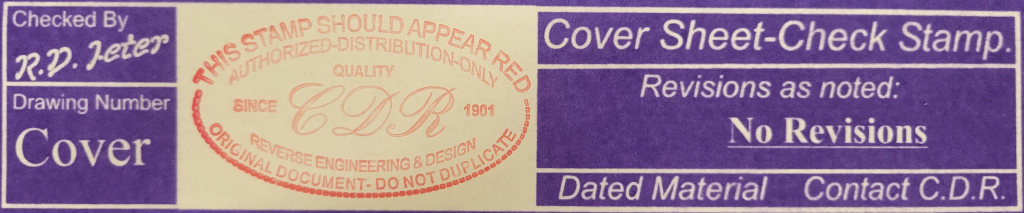 Checked By
R.D. Jeter
Drawing Number
Cover
THIS STAMP SHOULD APPEAR RED
AUTHORIZED-DISTRIBUTION-ONLY
QUALITY
SINCE CDR 1901
REVERSE ENGINEERING & DESIGN
ORIGINAL DOCUMENT- DO NOT DUPLICATE
Cover Sheet-Check Stamp.
Revisions as noted:
No Revisions
Dated Material Contact C.D.R.